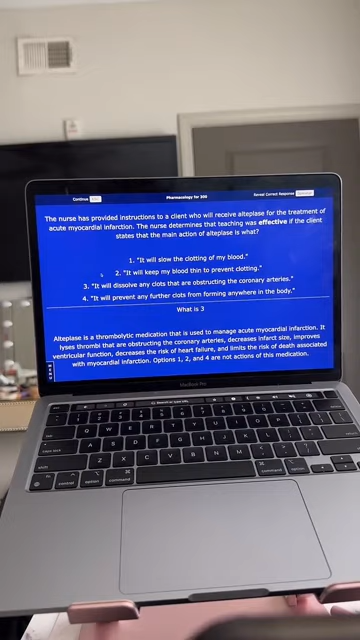 Continue
Pharmacology for 200
Reveal Correct Response
The nurse has provided instructions to a client who will receive alteplase for the treatment of
acute myocardial infarction. The nurse determines that teaching was effective if the client
states that the main action of alteplase is what?
1. "It will slow the clotting of my blood."
2. "It will keep my blood thin to prevent clotting."
3. "It will dissolve any clots that are obstructing the coronary arteries."
4. "It will prevent any further clots from forming anywhere in the body."
What is 3
Alteplase is a thrombolytic medication that is used to manage acute myocardial infarction. It
lyses thrombi that are obstructing the coronary arteries, decreases infarct size, improves
ventricular function, decreases the risk of heart failure, and limits the risk of death associated
with myocardial infarction. Options 1, 2, and 4 are not actions of this medication.
MacBook Pro
Q W E R T Y U I O P
A S D F G H J K L
Z X C V B N M
control
option
command
command
option